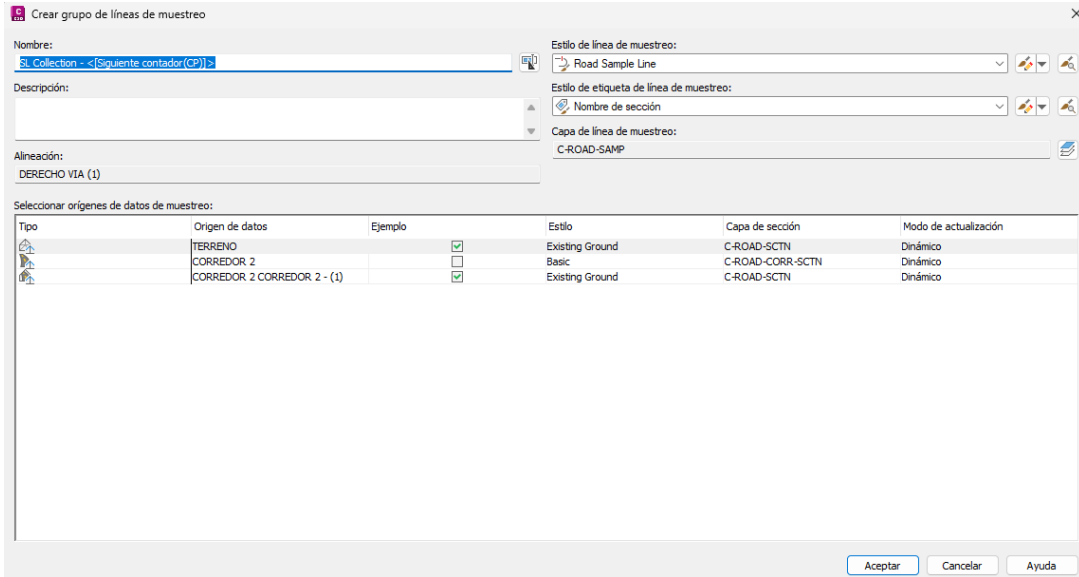 Crear grupo de líneas de muestreo
Nombre:
SL Collection - <[Siguiente contador(CP)]>
Descripción:
Alineación:
DERECHO VIA (1)
Estilo de línea de muestreo:
Road Sample Line
Estilo de etiqueta de línea de muestreo:
Nombre de sección
Capa de línea de muestreo:
C-ROAD-SAMP
Seleccionar orígenes de datos de muestreo:
Tipo Origen de datos Ejemplo Estilo Capa de sección Modo de actualización
TERRENO Existing Ground C-ROAD-SCTN Dinámico
CORREDOR 2 Basic C-ROAD-CORR-SCTN Dinámico
CORREDOR 2 CORREDOR 2 - (1) Existing Ground C-ROAD-SCTN Dinámico
Aceptar Cancelar Ayuda